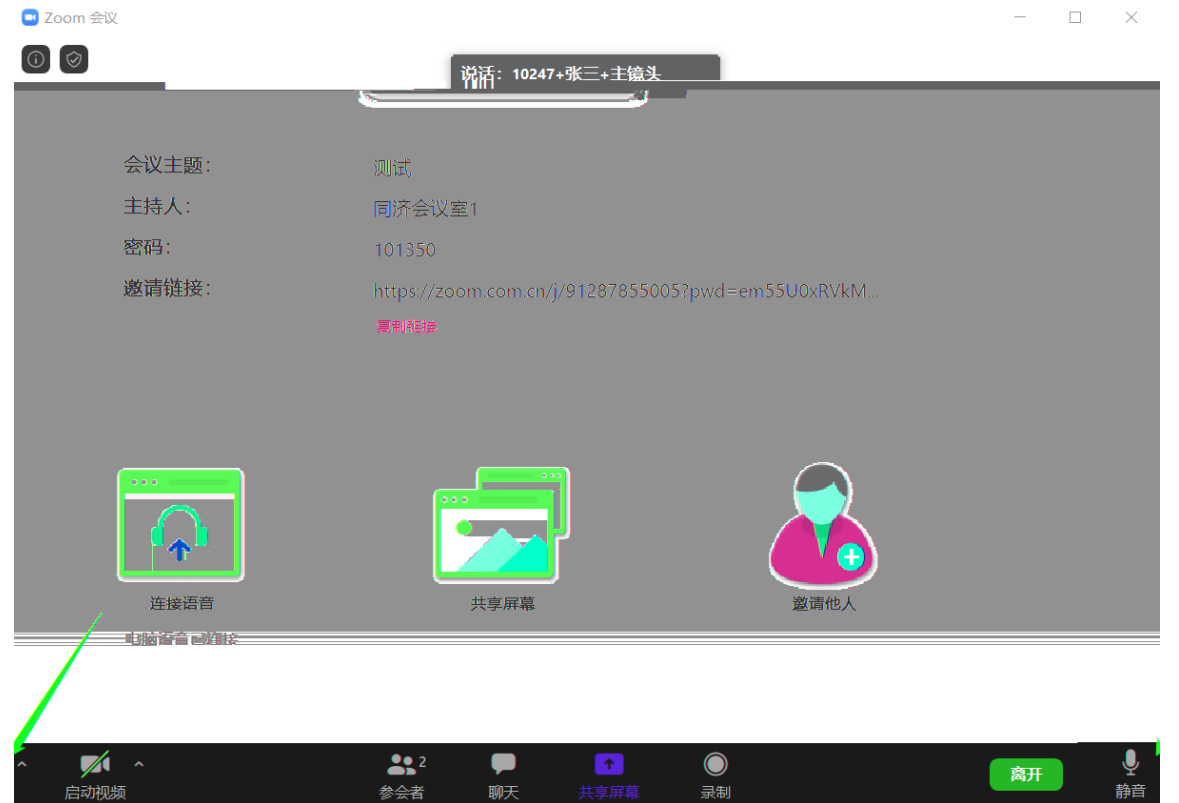 Zoom 会议
说话：10247+张三+主镜头
会议主题：
测试
主持人：
同济会议室1
密码：
101350
邀请链接：
https://zoom.com.cn/j/91287855005?pwd=em55U0xRVkM...
复制链接
连接语音
共享屏幕
邀请他人
电脑语音已连接
启动视频
参会者 2
聊天
共享屏幕
录制
离开
静音